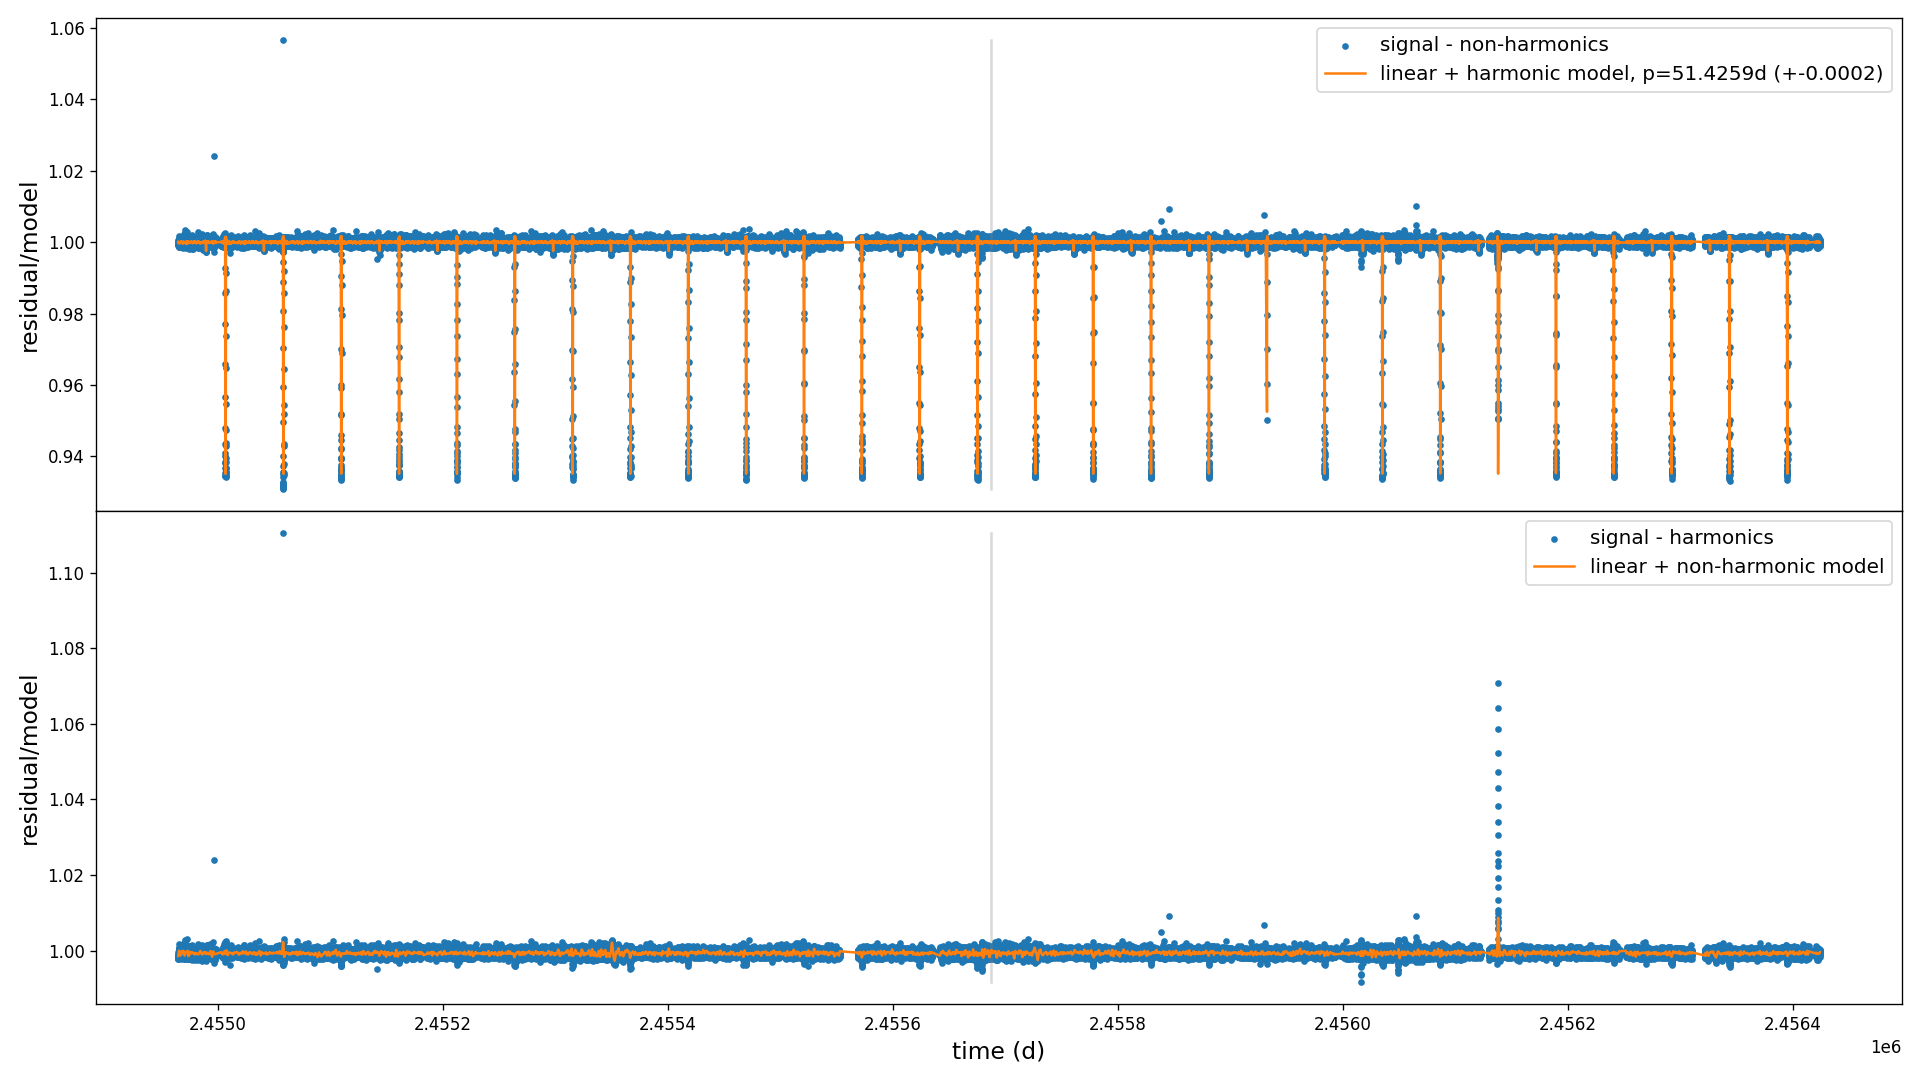 1.06
1.04
1.02
1.00
0.98
0.96
0.94
residual/model
signal - non-harmonics
linear + harmonic model, p=51.4259d (+-0.0002)
1.10
1.08
1.06
1.04
1.02
1.00
residual/model
signal - harmonics
linear + non-harmonic model
2.4550 2.4552 2.4554 2.4556 2.4558 2.4560 2.4562 2.4564
time (d)
1e6